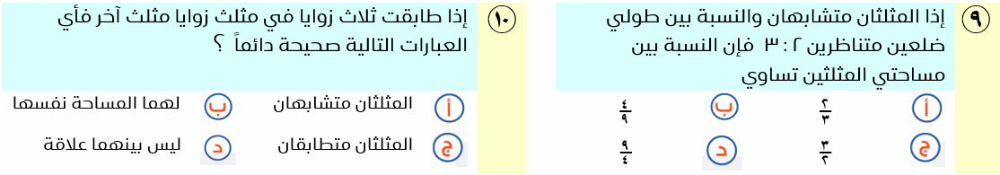 ٩ إذا المثلثان متشابهان والنسبة بين طولي
ضلعين متناظرين ٢ : ٣ فإن النسبة بين
مساحتي المثلثين تساوي
أ ٢/٣ ب ٤/٩
ج ٣/٢ د ٩/٤
١٠ إذا طابقت ثلاث زوايا في مثلث زوايا مثلث آخر فأي
العبارات التالية صحيحة دائماً ؟
أ المثلثان متشابهان ب لهما المساحة نفسها
ج المثلثان متطابقان د ليس بينهما علاقة